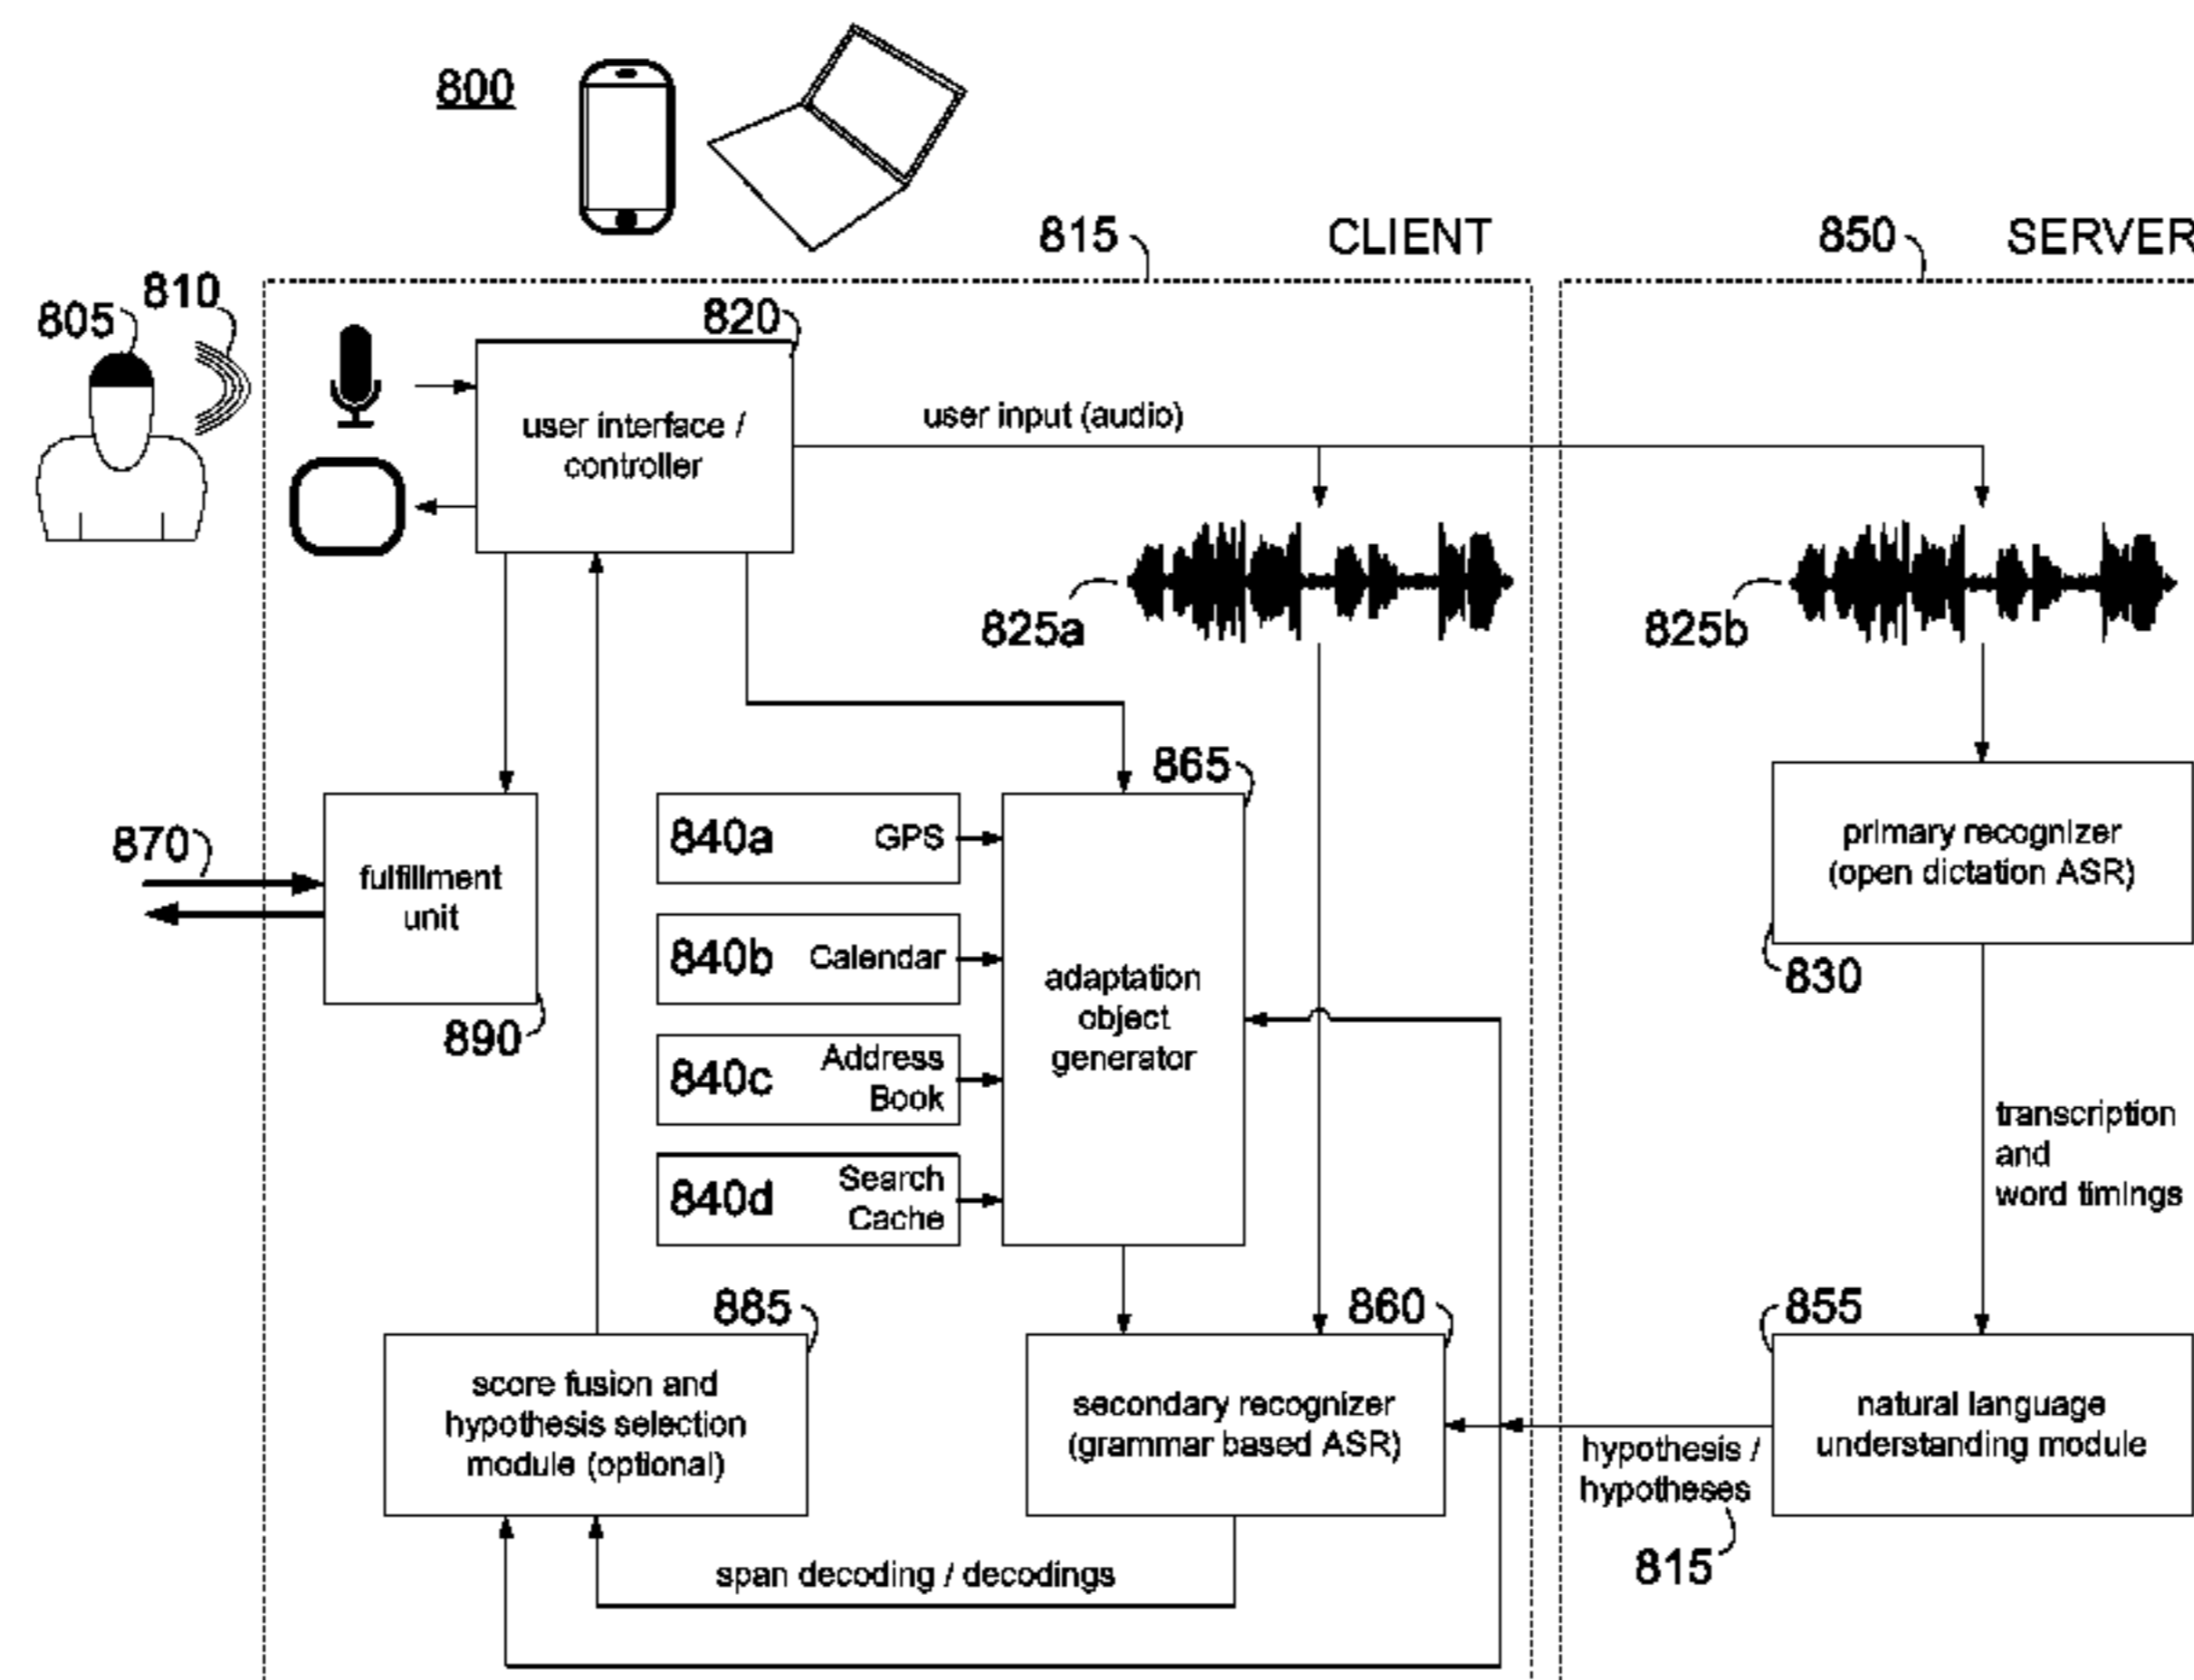 800
815
CLIENT
850
SERVER
805
810
820
user interface /
controller
user input (audio)
825a
825b
870
fulfillment
unit
890
840a GPS
840b Calendar
840c Address
Book
840d Search
Cache
865
adaptation
object
generator
primary recognizer
(open dictation ASR)
830
transcription
and
word timings
885
score fusion and
hypothesis selection
module (optional)
860
secondary recognizer
(grammar based ASR)
855
natural language
understanding module
hypothesis /
hypotheses
815
span decoding / decodings